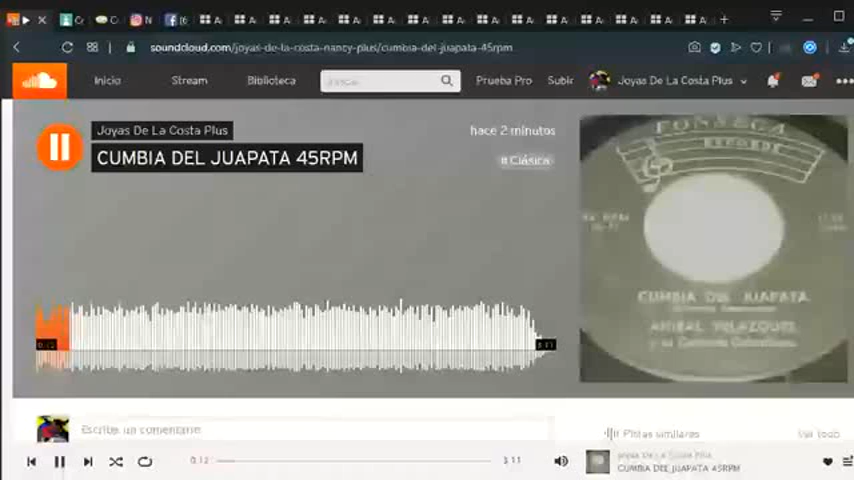 soundcloud.com/joyas-de-la-costa-nancy-plus/cumbia-del-juapata-45rpm
Inicio
Stream
Biblioteca
Buscar
Prueba Pro
Subir
Joyas De La Costa Plus
Joyas De La Costa Plus
hace 2 minutos
CUMBIA DEL JUAPATA 45RPM
# Clásica
FONSECA
RECORDS
CUMBIA DEL JUAPATA
ANIBAL VELAZQUEZ
0:12
3:11
Escribe un comentario
Pistas similares
Ver todo
0:12
3:11
Joyas De La Costa Plus
CUMBIA DEL JUAPATA 45RPM